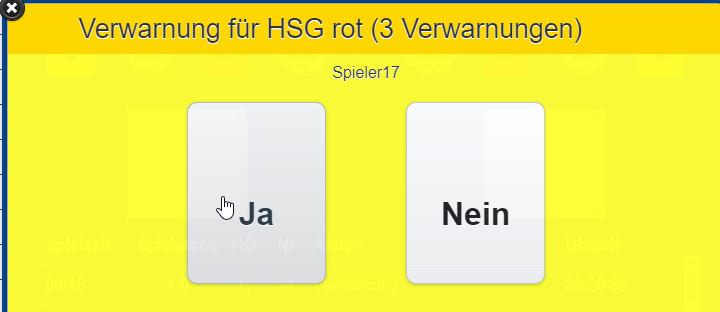 Verwarnung für HSG rot (3 Verwarnungen)
Spieler17
Ja
Nein
Spielzeit Spielstand HG Nr Aktion Uhrzeit
08:48 Verwarnung 22:26:56